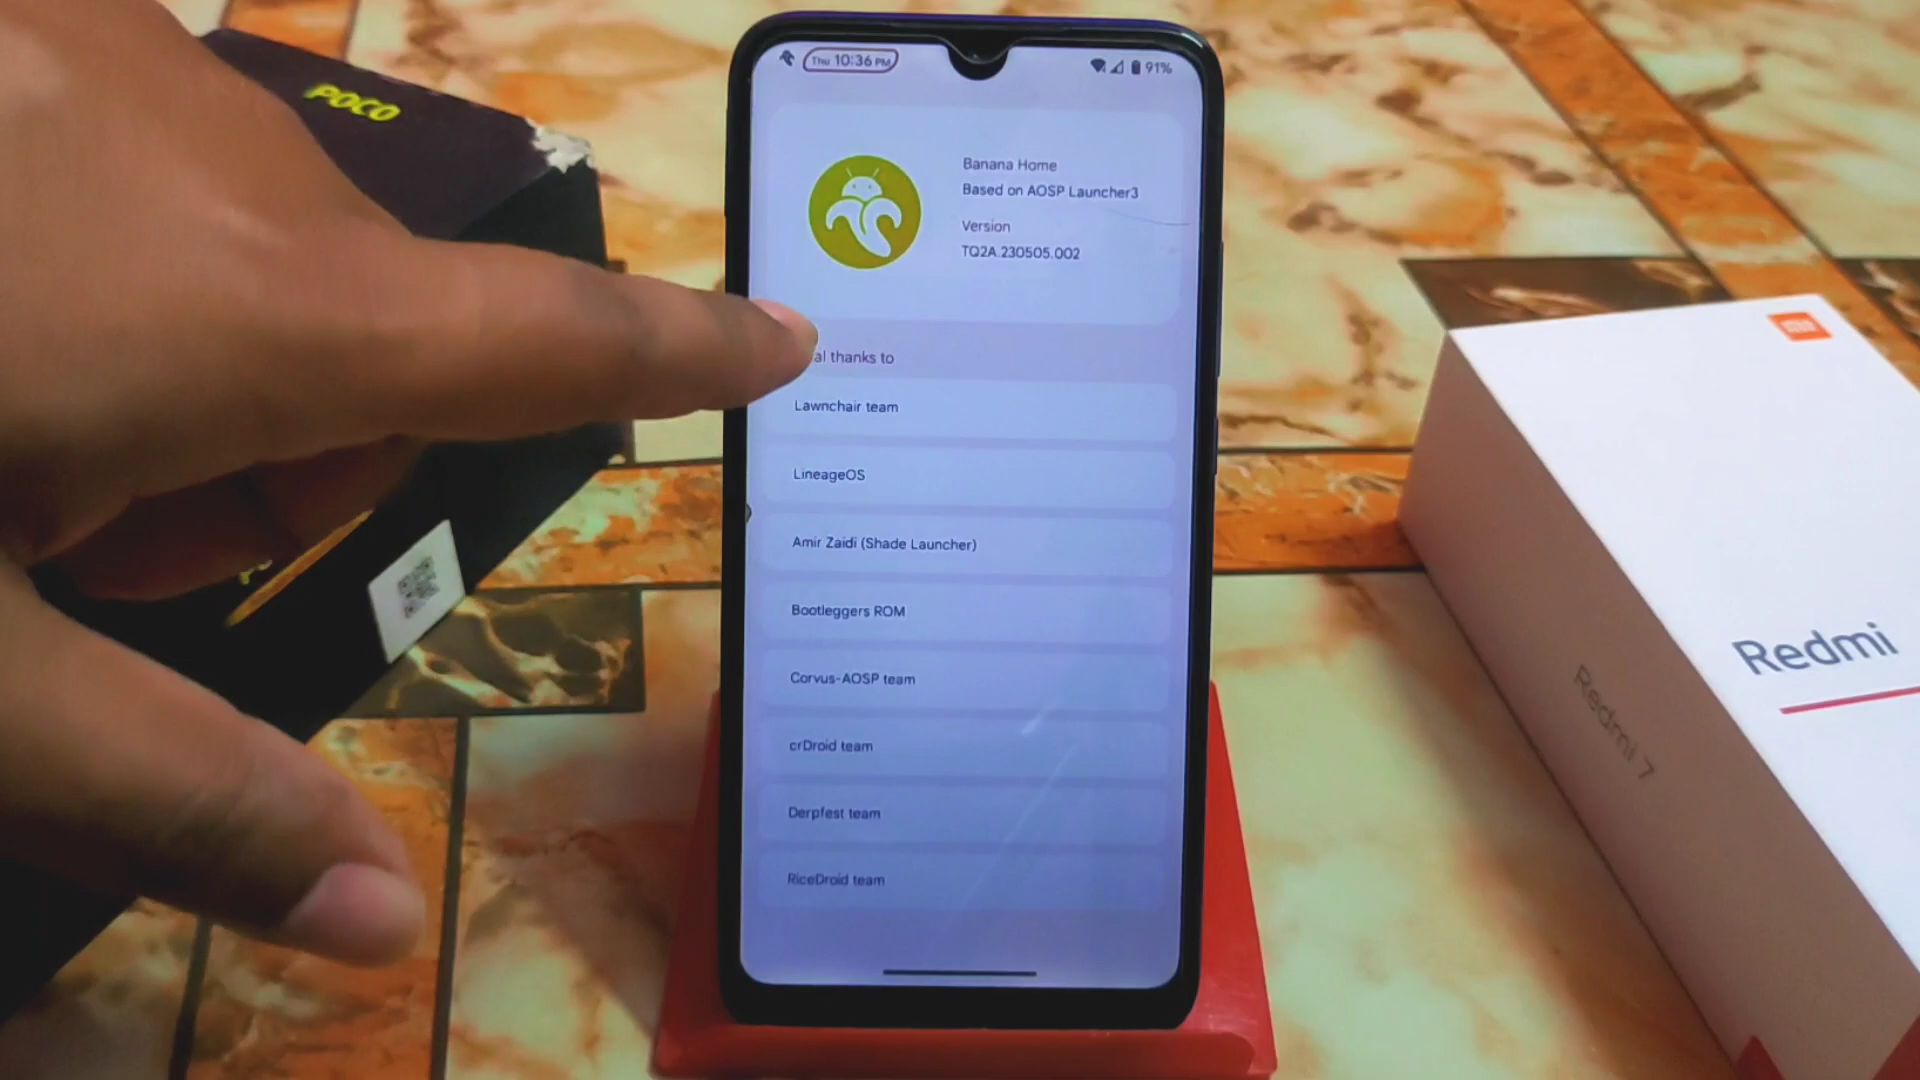 POCO
Thu 10:36 PM
91%
Banana Home
Based on AOSP Launcher3
Version
TQ2A.230505.002
al thanks to
Lawnchair team
LineageOS
Amir Zaidi (Shade Launcher)
Bootleggers ROM
Corvus-AOSP team
crDroid team
Derpfest team
RiceDroid team
Redmi
Redmi 7